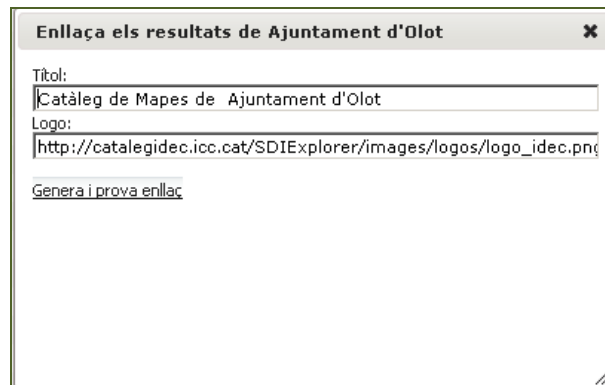 Enllaça els resultats de Ajuntament d'Olot
Títol:
Catàleg de Mapes de  Ajuntament d'Olot
Logo:
http://catalegidec.icc.cat/SDIExplorer/images/logos/logo_idec.png
Genera i prova enllaç